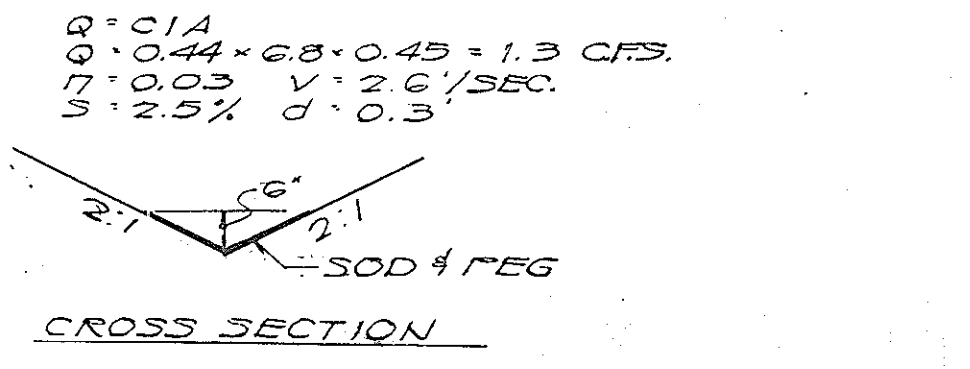 Q = CIA
Q = 0.44 × 6.8 × 0.45 = 1.3 C.F.S.
n = 0.03 V = 2.6'/SEC.
S = 2.5% d = 0.3'
6"
2:1
2:1
SOD & PEG
CROSS SECTION